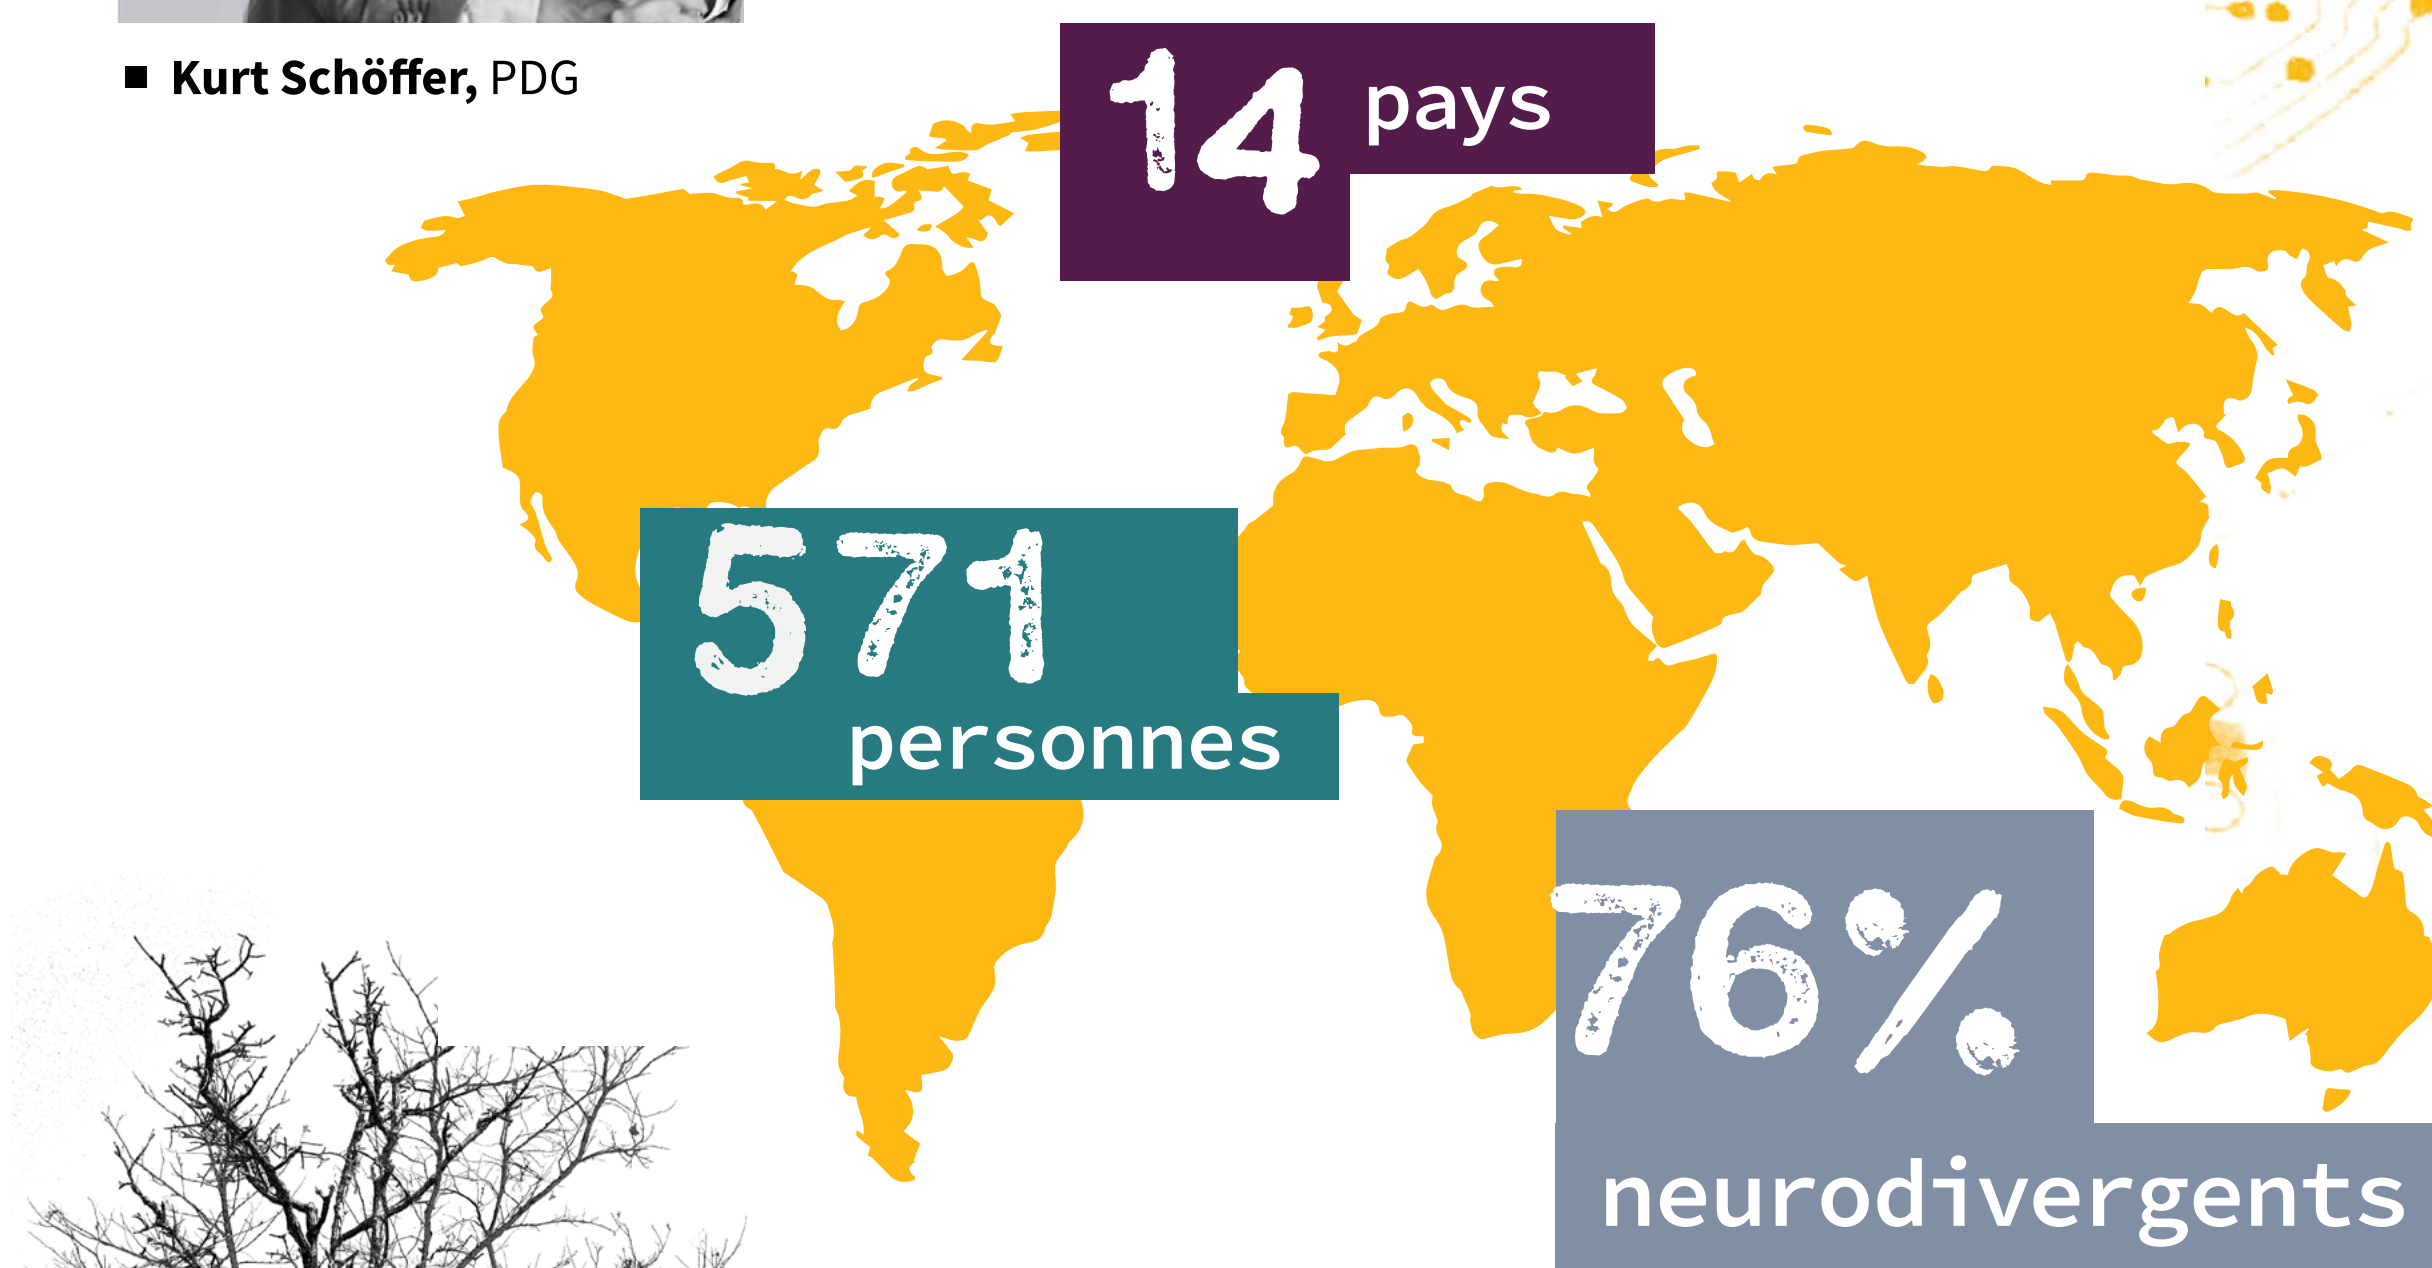 ■ Kurt Schöffer, PDG
14 pays
571
personnes
76%
neurodivergents